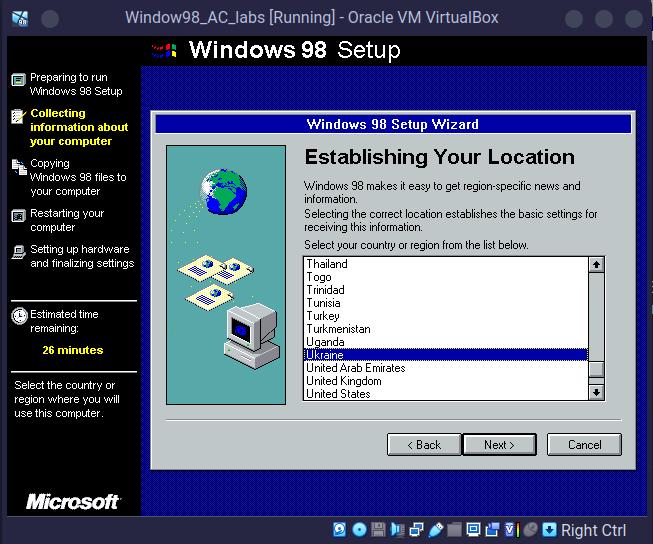 Window98_AC_labs [Running] - Oracle VM VirtualBox
Windows 98 Setup
Preparing to run
Windows 98 Setup
Collecting
information about
your computer
Copying
Windows 98 files to
your computer
Restarting your
computer
Setting up hardware
and finalizing settings
Estimated time
remaining:
26 minutes
Select the country or
region where you will
use this computer.
Microsoft
Windows 98 Setup Wizard
Establishing Your Location
Windows 98 makes it easy to get region-specific news and
information.
Selecting the correct location establishes the basic settings for
receiving this information.
Select your country or region from the list below.
Thailand
Togo
Trinidad
Tunisia
Turkey
Turkmenistan
Uganda
Ukraine
United Arab Emirates
United Kingdom
United States
< Back
Next >
Cancel
Right Ctrl